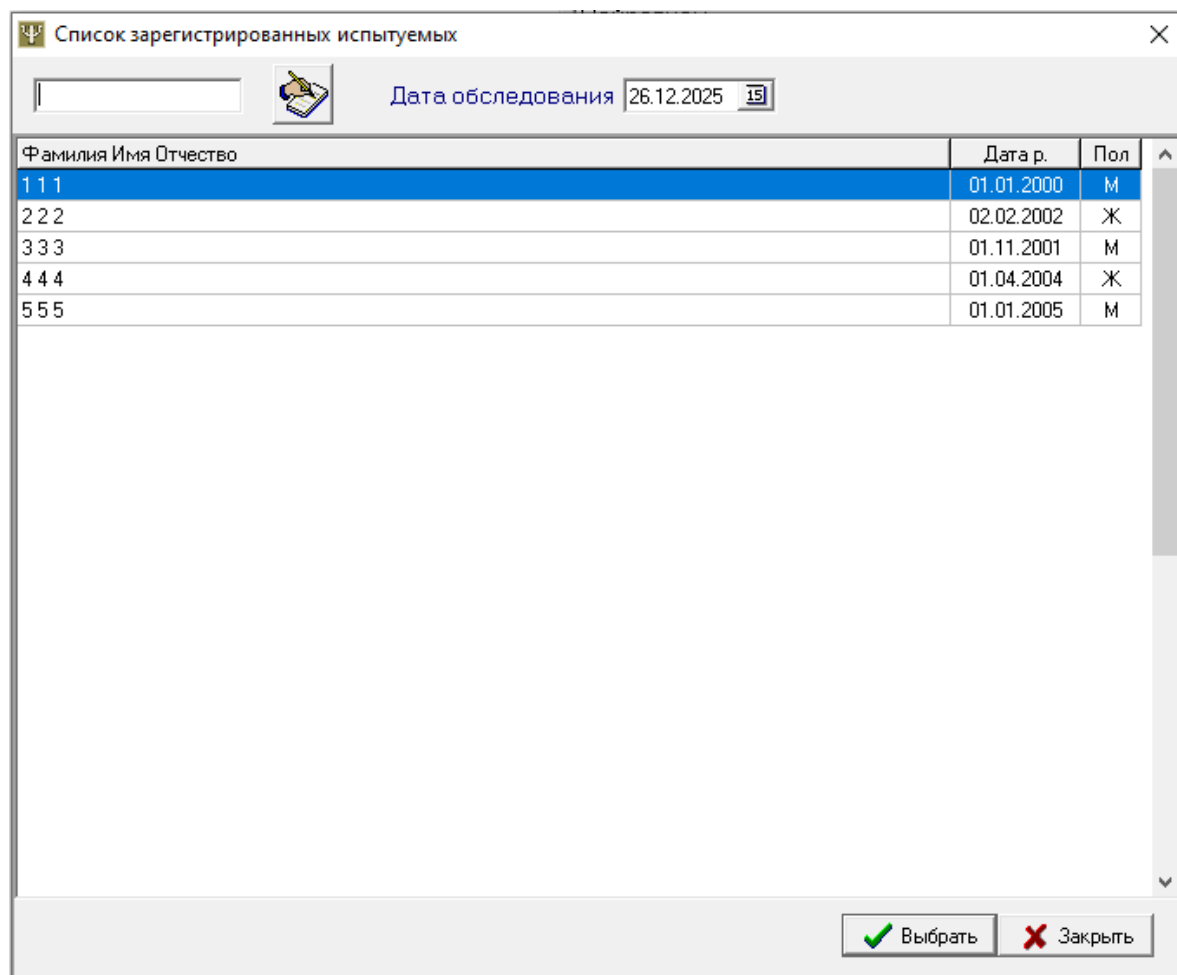 Список зарегистрированных испытуемых
Дата обследования 26.12.2025 15
Фамилия Имя Отчество Дата р. Пол
1 1 1 01.01.2000 М
2 2 2 02.02.2002 Ж
3 3 3 01.11.2001 М
4 4 4 01.04.2004 Ж
5 5 5 01.01.2005 М
Выбрать Закрыть